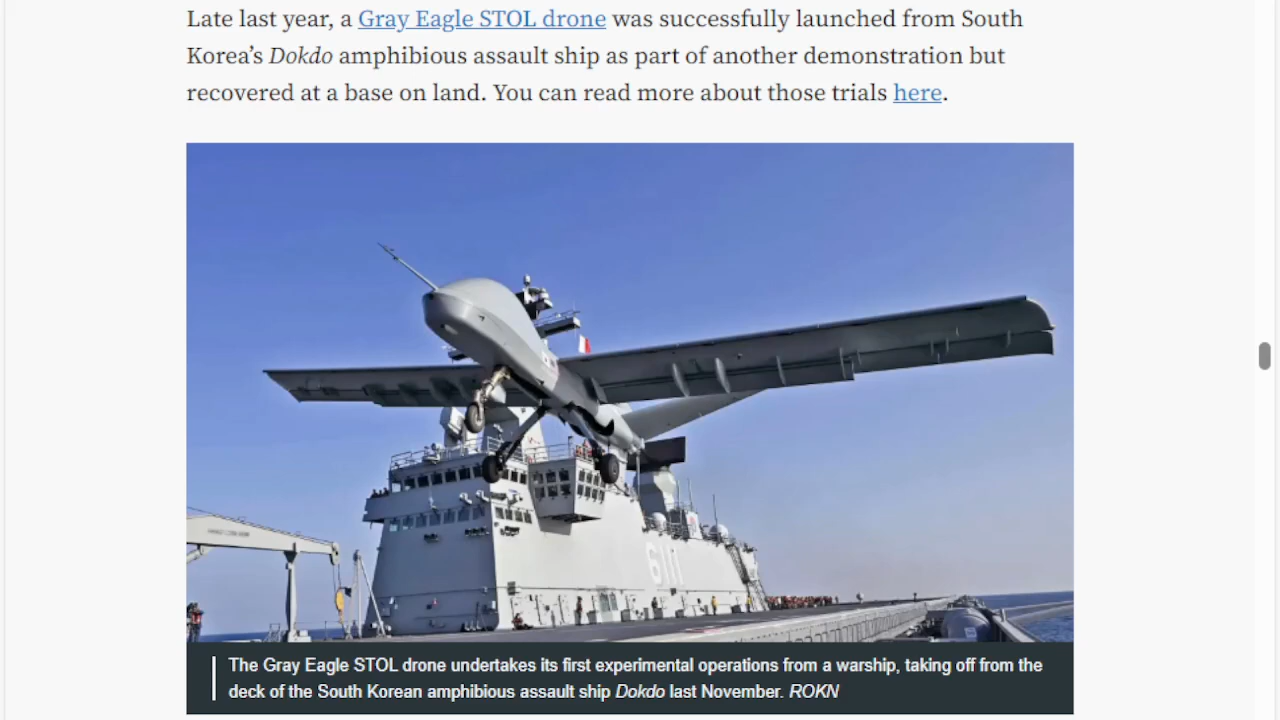 Late last year, a Gray Eagle STOL drone was successfully launched from South
Korea’s Dokdo amphibious assault ship as part of another demonstration but
recovered at a base on land. You can read more about those trials here.
6111
The Gray Eagle STOL drone undertakes its first experimental operations from a warship, taking off from the
deck of the South Korean amphibious assault ship Dokdo last November. ROKN